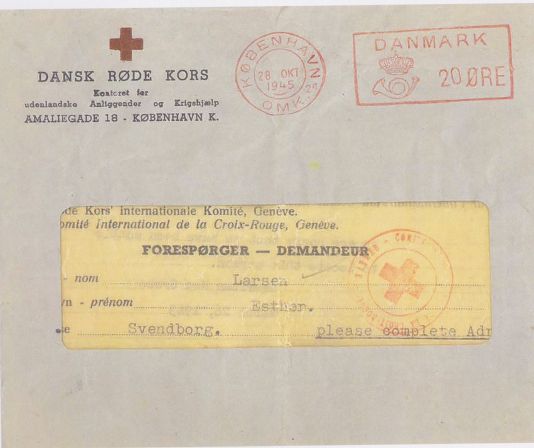 DANSK RØDE KORS
Kontoret for
udenlandske Anliggender og Krigshjælp
AMALIEGADE 18 - KØBENHAVN K.
KØBENHAVN
28 OKT
1945
OMK.
DANMARK
20 ØRE
de Kors' Internationale Komité, Genève.
omité International de la Croix-Rouge, Genève.
FORESPØRGER — DEMANDEUR
- nom Larsen
vn - prénom Esther.
Svendborg. please complete Adr